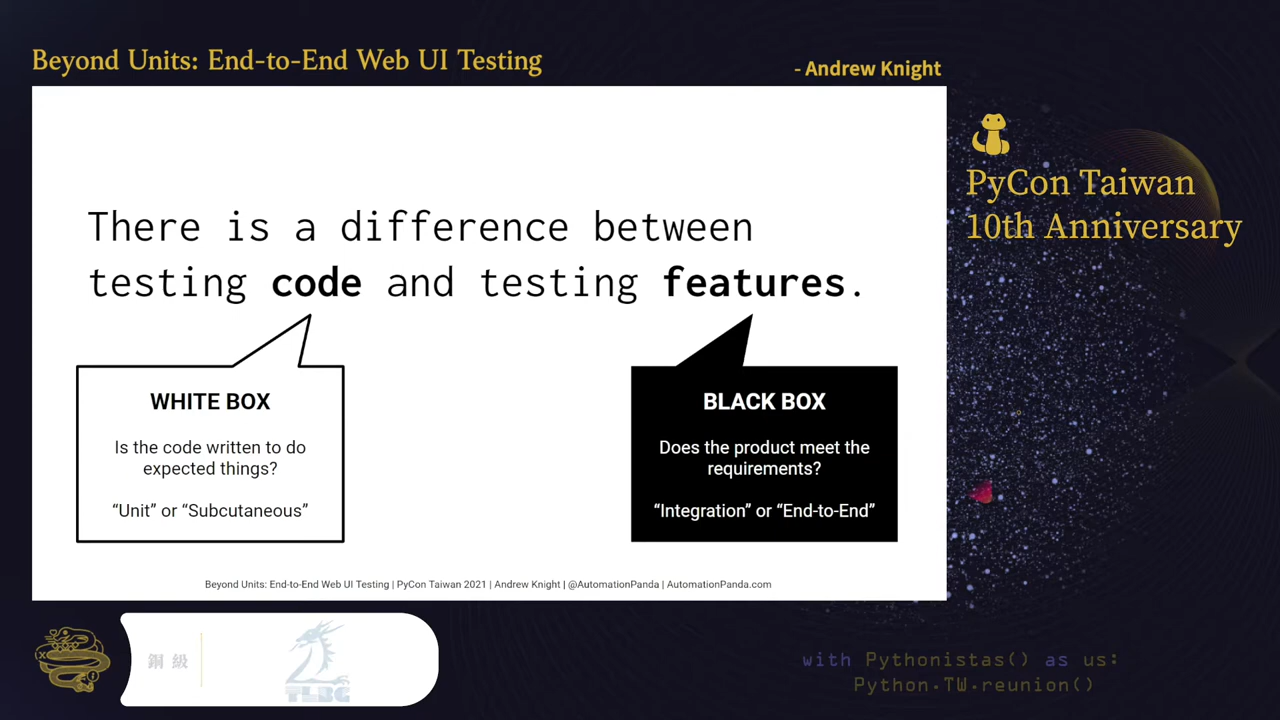 Beyond Units: End-to-End Web UI Testing
- Andrew Knight
PyCon Taiwan
10th Anniversary
There is a difference between
testing code and testing features.
WHITE BOX
Is the code written to do
expected things?
“Unit” or “Subcutaneous”
BLACK BOX
Does the product meet the
requirements?
“Integration” or “End-to-End”
Beyond Units: End-to-End Web UI Testing | PyCon Taiwan 2021 | Andrew Knight | @AutomationPanda | AutomationPanda.com
銅級
TLBG
with Pythonistas() as us:
Python.TW.reunion()